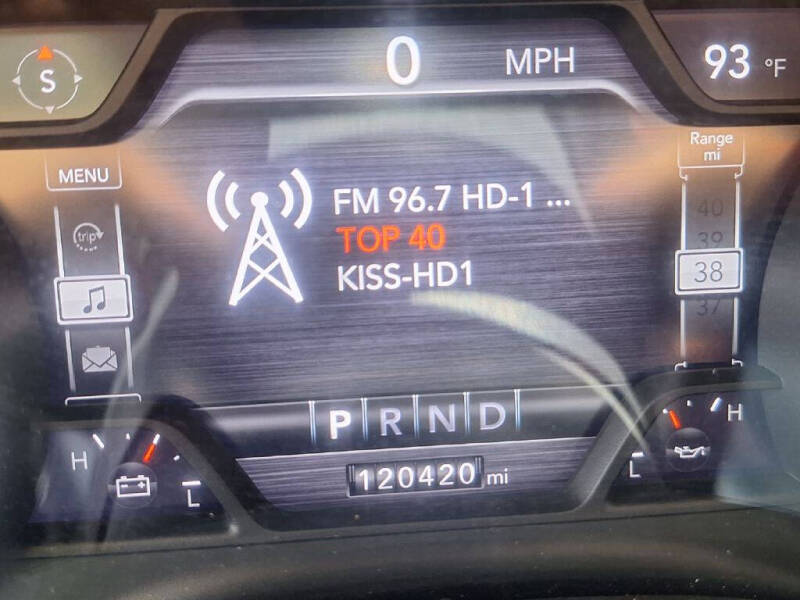 S
0 MPH
93 °F
MENU
trip
FM 96.7 HD-1 ...
TOP 40
KISS-HD1
Range
mi
40
39
38
37
P R N D
H
L
120420 mi
H
L